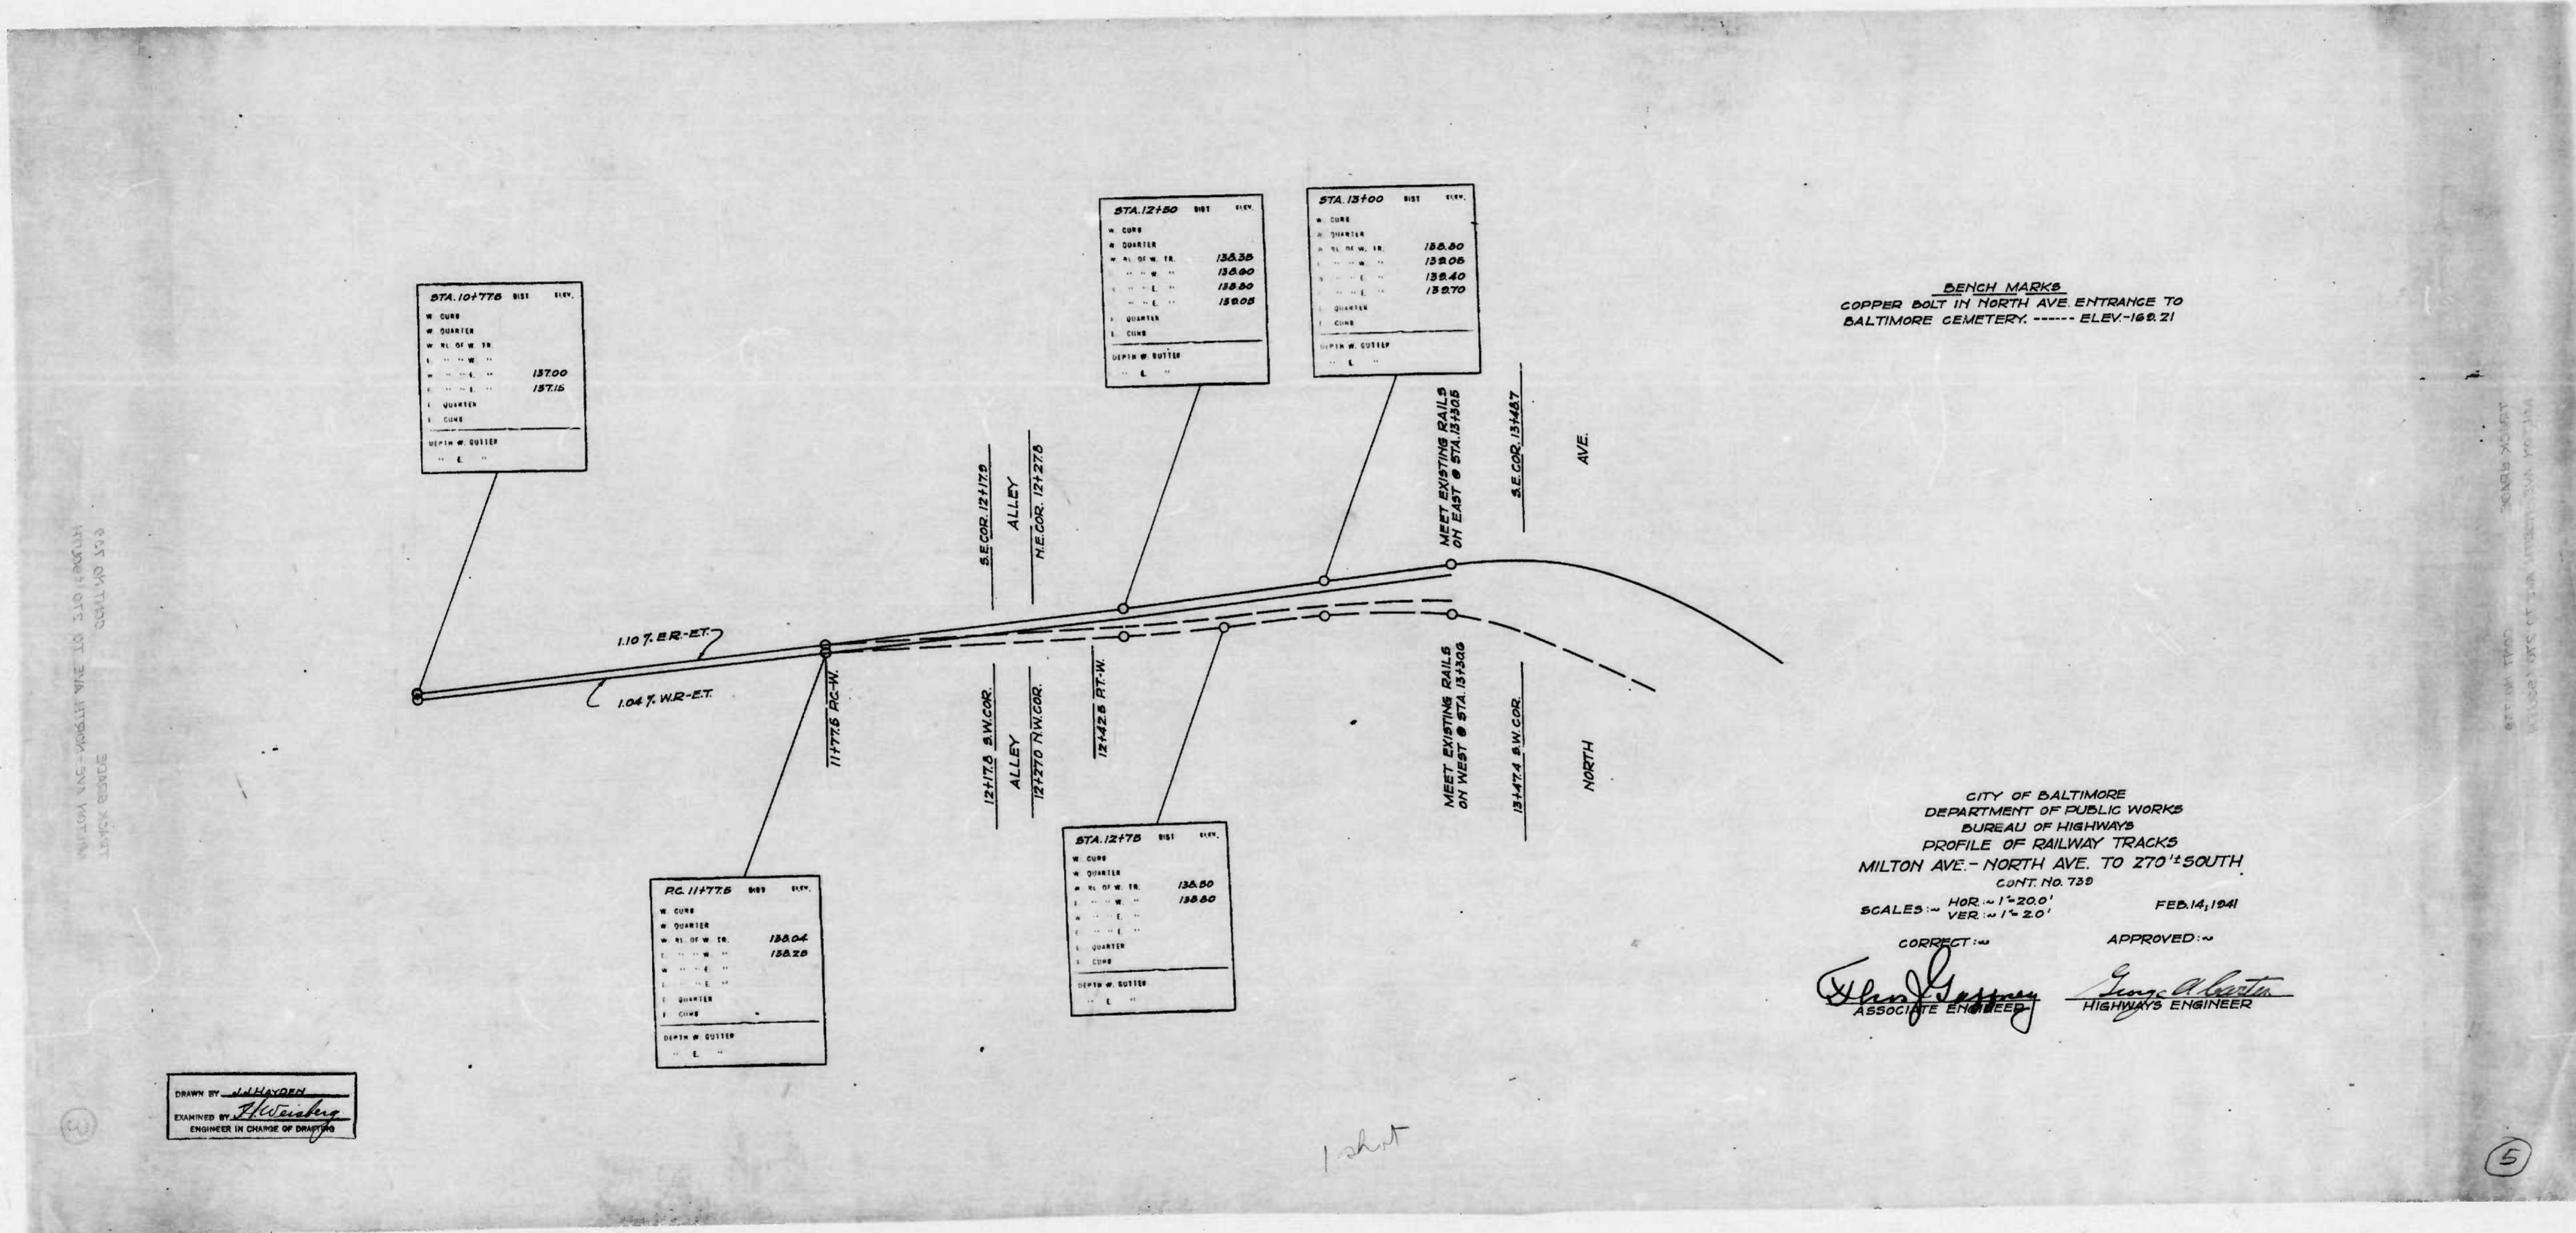 STA. 10+77.5 DIST ELEV.
W. CURB
W. QUARTER
W. RL. OF W. TR.
E. " " W. "
W. " " E. " 137.00
E. " " E. " 137.15
E. QUARTER
E. CURB
DEPTH W. GUTTER
" E. "
STA. 12+50 DIST ELEV.
W. CURB
W. QUARTER
W. RL. OF W. TR. 138.35
" " W. " 138.60
" " E. " 138.80
" " E. " 139.05
E. QUARTER
E. CURB
DEPTH W. GUTTER
" E. "
STA. 13+00 DIST ELEV.
W. CURB
W. QUARTER
W. RL. OF W. TR. 138.80
" " W. " 139.05
" " E. " 139.40
" " E. " 139.70
E. QUARTER
E. CURB
DEPTH W. GUTTER
" E. "
BENCH MARKS
COPPER BOLT IN NORTH AVE. ENTRANCE TO
BALTIMORE CEMETERY. ------ ELEV.-169.21
S.E. COR. 12+17.9
ALLEY
N.E. COR. 12+27.8
MEET EXISTING RAILS
ON EAST @ STA. 13+30.5
S.E. COR. 13+48.7
AVE.
1.10 % E.R.-E.T.
1.04 % W.R-E.T.
11+77.5 P.C.-W.
12+17.8 S.W. COR.
ALLEY
12+27.0 N.W. COR.
12+42.5 P.T.-W.
MEET EXISTING RAILS
ON WEST @ STA. 13+30.5
13+47.4 S.W. COR.
NORTH
P.C. 11+77.5 DIST ELEV.
W. CURB
W. QUARTER
W. RL. OF W. TR. 138.04
E. " " W. " 138.25
W. " " E. "
E. " " E. "
E. QUARTER
E. CURB
DEPTH W. GUTTER
" E. "
STA. 12+75 DIST ELEV.
W. CURB
W. QUARTER
W. RL. OF W. TR. 138.50
E. " " W. " 138.80
W. " " E. "
E. " " E. "
E. QUARTER
E. CURB
DEPTH W. GUTTER
" E. "
CITY OF BALTIMORE
DEPARTMENT OF PUBLIC WORKS
BUREAU OF HIGHWAYS
PROFILE OF RAILWAY TRACKS
MILTON AVE. - NORTH AVE. TO 270'± SOUTH
CONT. No. 739
SCALES:~ HOR.:~ 1"=20.0'
VER.:~ 1"= 2.0'
FEB. 14, 1941
CORRECT:~ APPROVED:~
George A Carter
ASSOCIATE ENGINEER HIGHWAYS ENGINEER
DRAWN BY J.J. HAYDEN
EXAMINED BY H. Weisberg
ENGINEER IN CHARGE OF DRAFTING
5